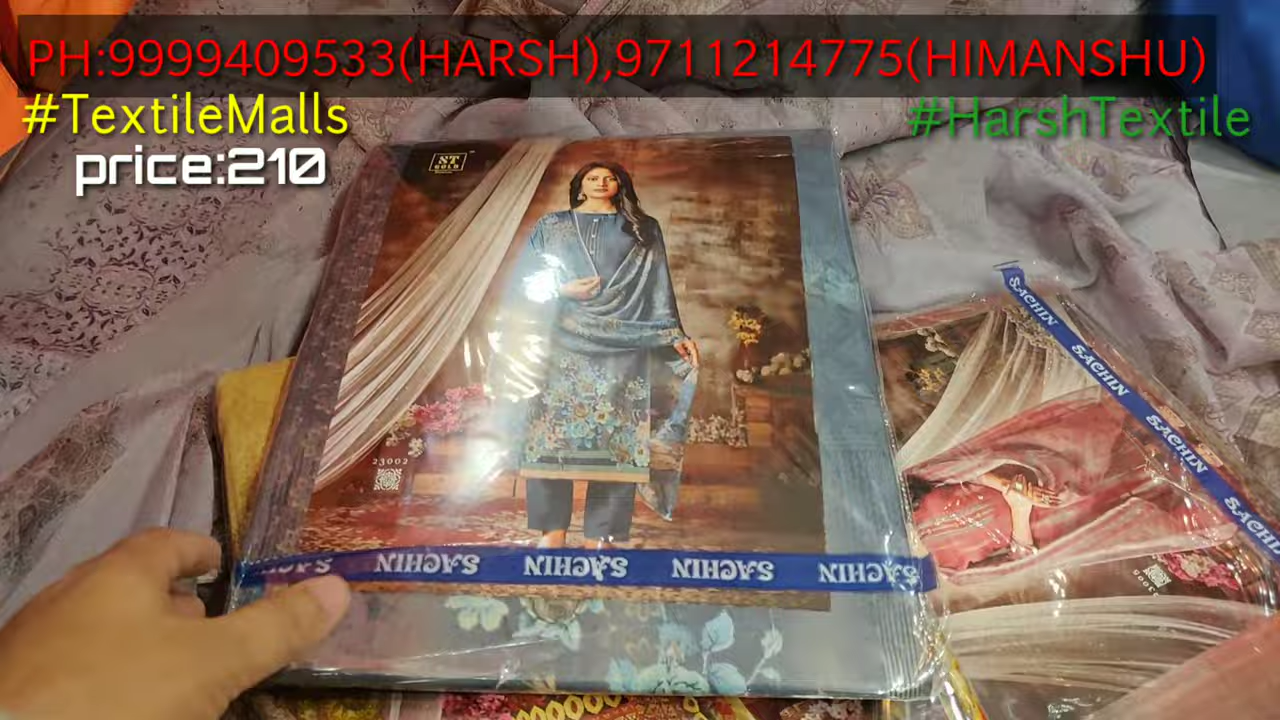 PH:9999409533(HARSH),9711214775(HIMANSHU)
#TextileMalls
#HarshTextile
price:210
ST
GOLD
23002
SACHIN SACHIN SACHIN SACHIN
SACHIN SACHIN SACHIN SACHIN SACHIN